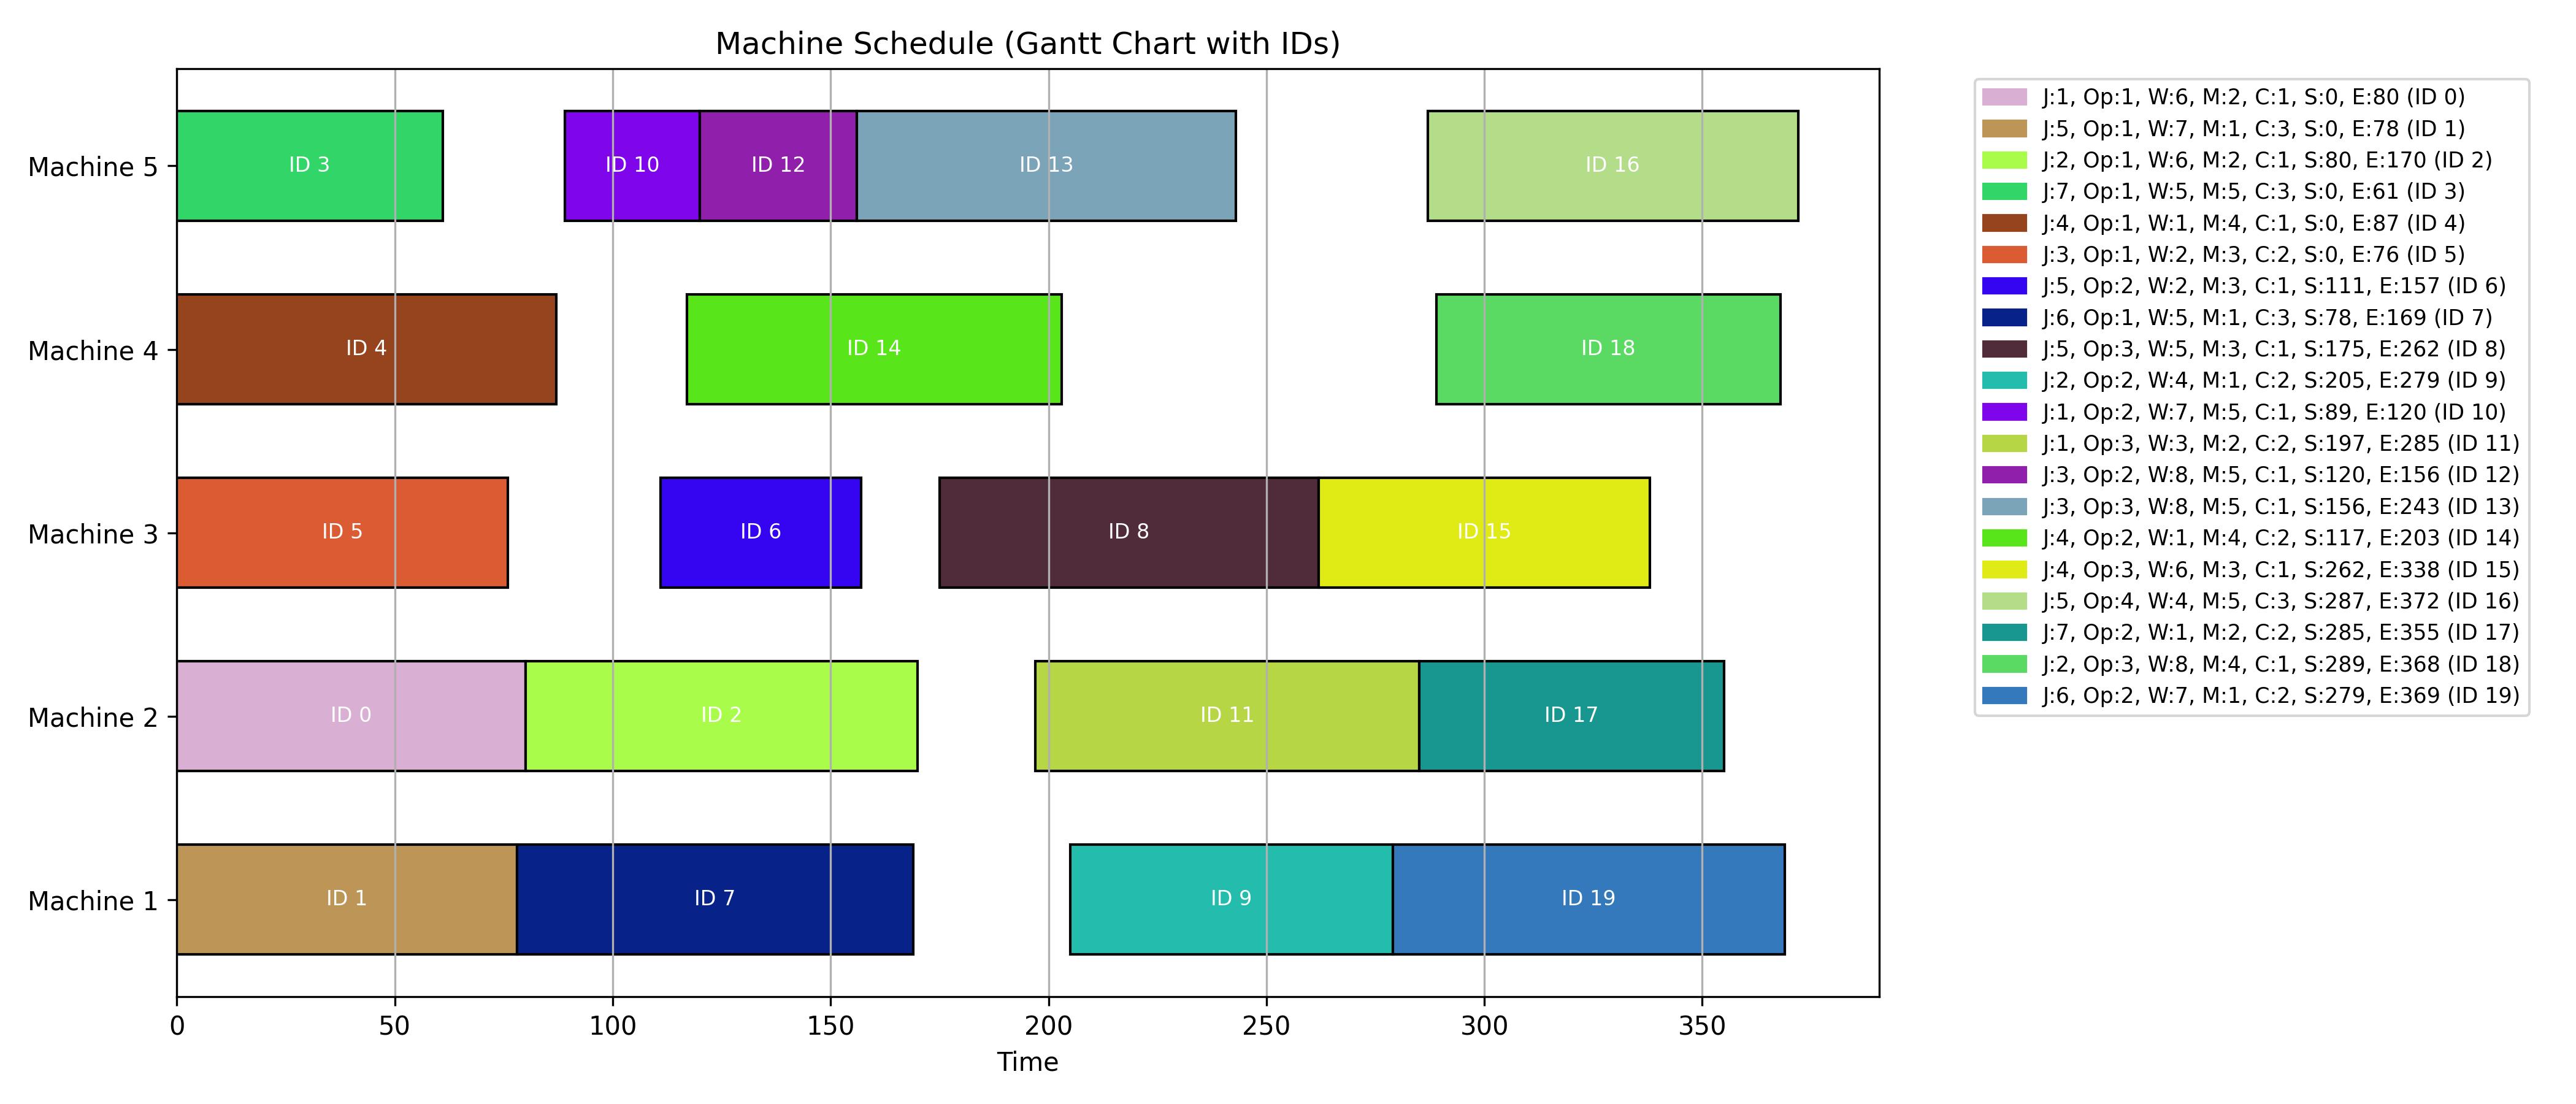 Machine Schedule (Gantt Chart with IDs)
Machine 5
ID 3
ID 10
ID 12
ID 13
ID 16
Machine 4
ID 4
ID 14
ID 18
Machine 3
ID 5
ID 6
ID 8
ID 15
Machine 2
ID 0
ID 2
ID 11
ID 17
Machine 1
ID 1
ID 7
ID 9
ID 19
0 50 100 150 200 250 300 350
Time
J:1, Op:1, W:6, M:2, C:1, S:0, E:80 (ID 0)
J:5, Op:1, W:7, M:1, C:3, S:0, E:78 (ID 1)
J:2, Op:1, W:6, M:2, C:1, S:80, E:170 (ID 2)
J:7, Op:1, W:5, M:5, C:3, S:0, E:61 (ID 3)
J:4, Op:1, W:1, M:4, C:1, S:0, E:87 (ID 4)
J:3, Op:1, W:2, M:3, C:2, S:0, E:76 (ID 5)
J:5, Op:2, W:2, M:3, C:1, S:111, E:157 (ID 6)
J:6, Op:1, W:5, M:1, C:3, S:78, E:169 (ID 7)
J:5, Op:3, W:5, M:3, C:1, S:175, E:262 (ID 8)
J:2, Op:2, W:4, M:1, C:2, S:205, E:279 (ID 9)
J:1, Op:2, W:7, M:5, C:1, S:89, E:120 (ID 10)
J:1, Op:3, W:3, M:2, C:2, S:197, E:285 (ID 11)
J:3, Op:2, W:8, M:5, C:1, S:120, E:156 (ID 12)
J:3, Op:3, W:8, M:5, C:1, S:156, E:243 (ID 13)
J:4, Op:2, W:1, M:4, C:2, S:117, E:203 (ID 14)
J:4, Op:3, W:6, M:3, C:1, S:262, E:338 (ID 15)
J:5, Op:4, W:4, M:5, C:3, S:287, E:372 (ID 16)
J:7, Op:2, W:1, M:2, C:2, S:285, E:355 (ID 17)
J:2, Op:3, W:8, M:4, C:1, S:289, E:368 (ID 18)
J:6, Op:2, W:7, M:1, C:2, S:279, E:369 (ID 19)